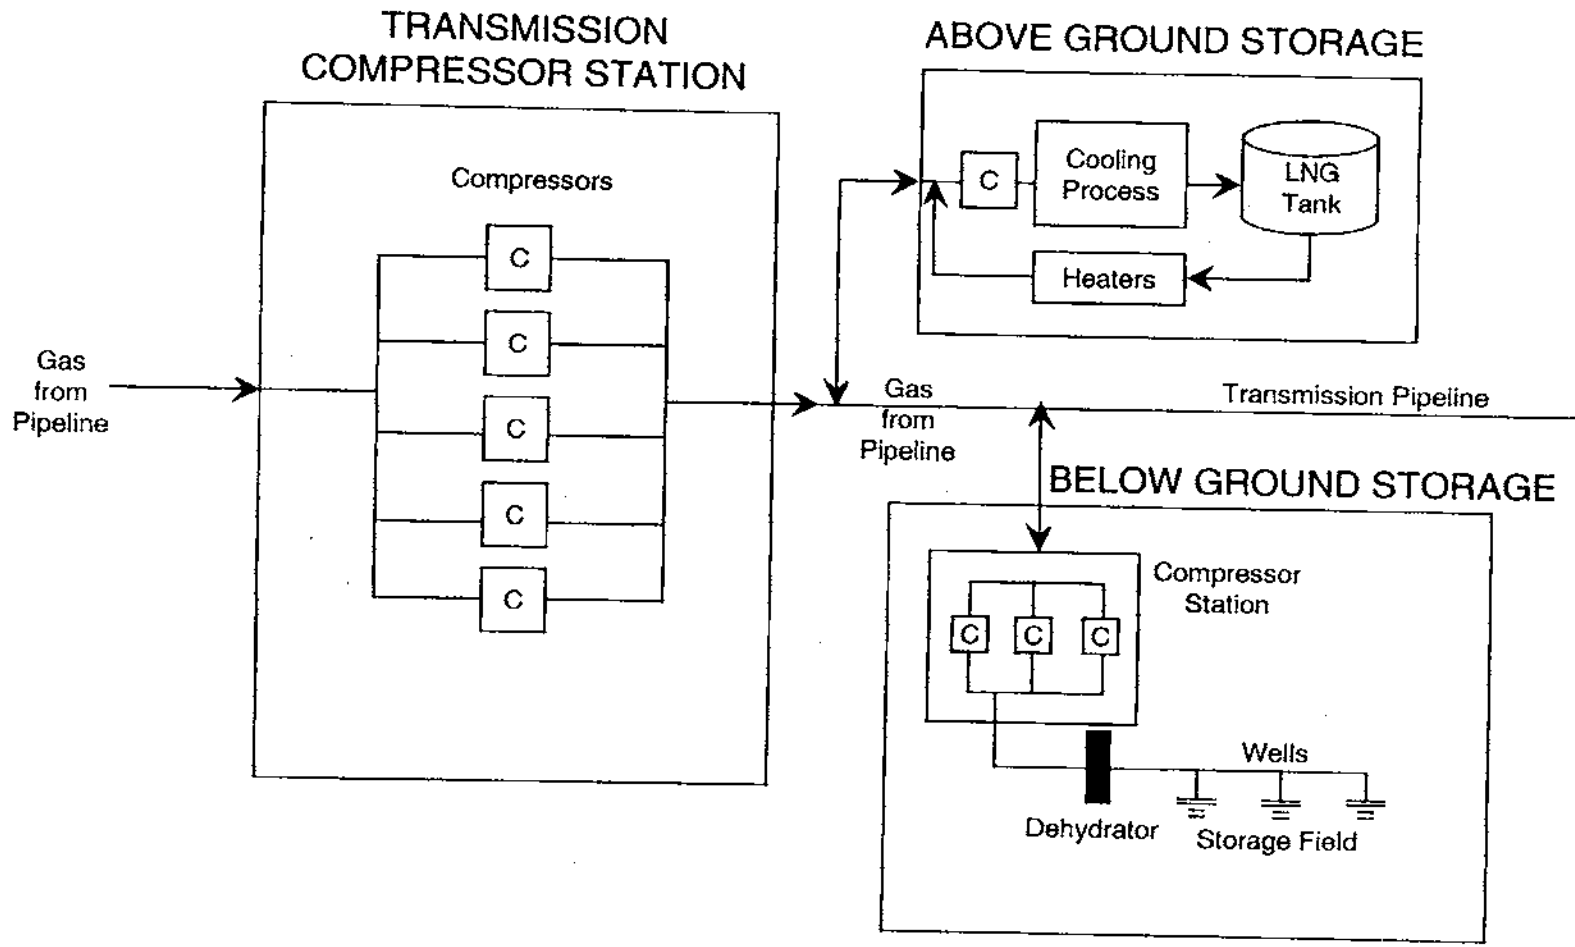 TRANSMISSION
COMPRESSOR STATION
Compressors
C
C
C
C
C
Gas
from
Pipeline
ABOVE GROUND STORAGE
C
Cooling
Process
LNG
Tank
Heaters
Gas
from
Pipeline
Transmission Pipeline
BELOW GROUND STORAGE
Compressor
Station
C
C
C
Wells
Dehydrator
Storage Field